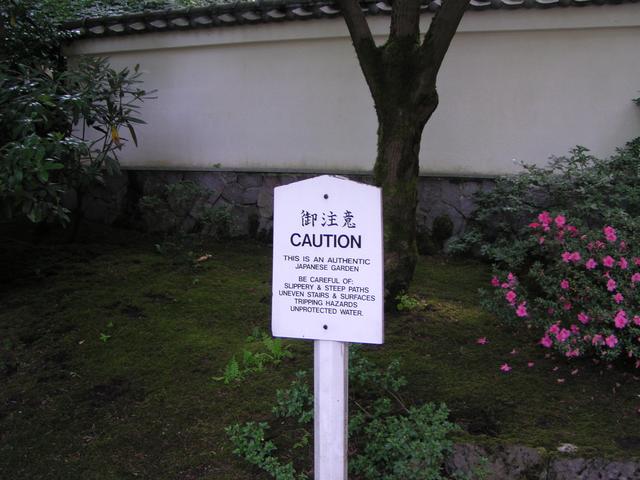 御注意
CAUTION
THIS IS AN AUTHENTIC
JAPANESE GARDEN
BE CAREFUL OF:
SLIPPERY & STEEP PATHS
UNEVEN STAIRS & SURFACES
TRIPPING HAZARDS
UNPROTECTED WATER.